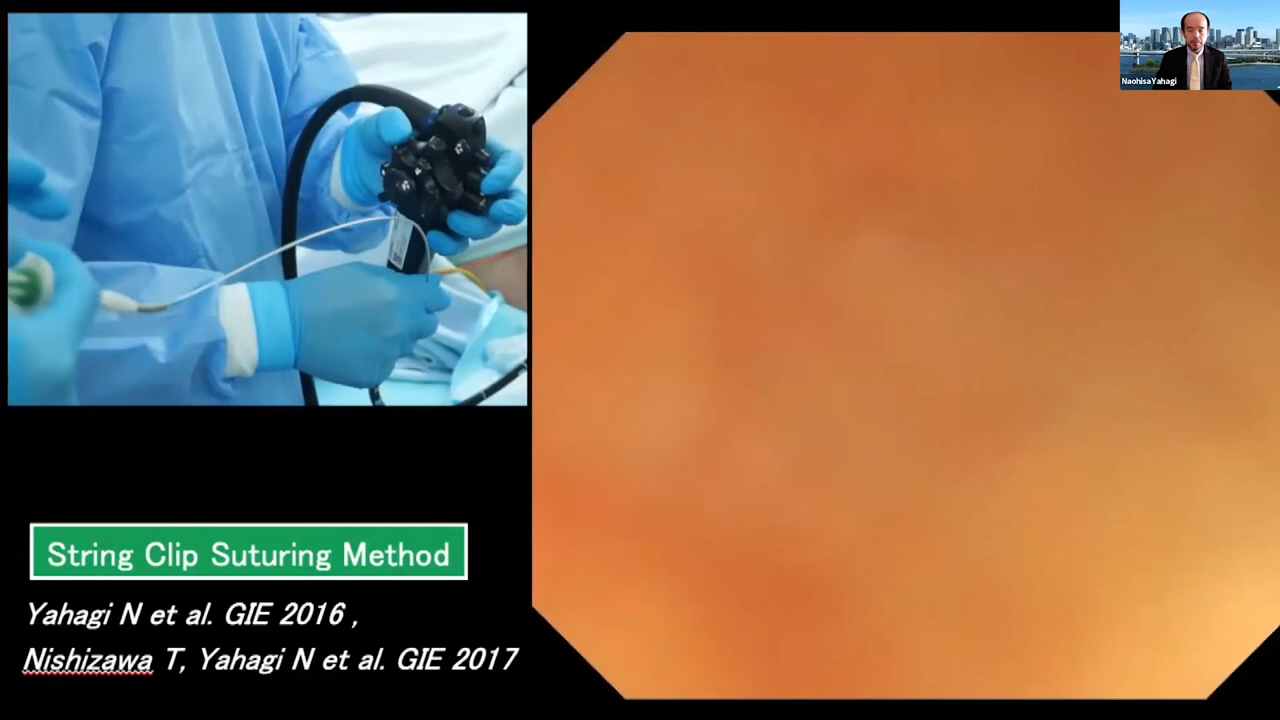 NaohisaYahagi
String Clip Suturing Method
Yahagi N et al. GIE 2016 ,
Nishizawa T, Yahagi N et al. GIE 2017